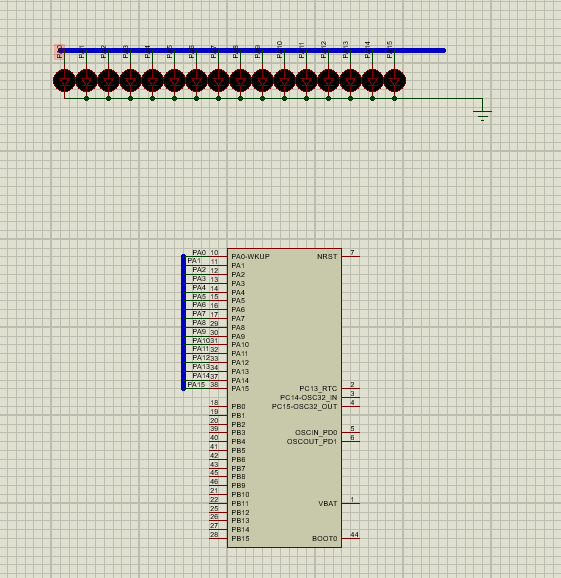 PA0 PA1 PA2 PA3 PA4 PA5 PA6 PA7 PA8 PA9 PA10 PA11 PA12 PA13 PA14 PA15
PA0 10 PA0-WKUP NRST 7
PA1 11 PA1
PA2 12 PA2
PA3 13 PA3
PA4 14 PA4
PA5 15 PA5
PA6 16 PA6
PA7 17 PA7
PA8 29 PA8
PA9 30 PA9
PA10 31 PA10
PA11 32 PA11
PA12 33 PA12
PA13 34 PA13
PA14 37 PA14
PA15 38 PA15 PC13_RTC 2
PC14-OSC32_IN 3
18 PB0 PC15-OSC32_OUT 4
19 PB1
20 PB2
39 PB3 OSCIN_PD0 5
40 PB4 OSCOUT_PD1 6
41 PB5
42 PB6
43 PB7
45 PB8
46 PB9
21 PB10
22 PB11 VBAT 1
25 PB12
26 PB13
27 PB14
28 PB15 BOOT0 44